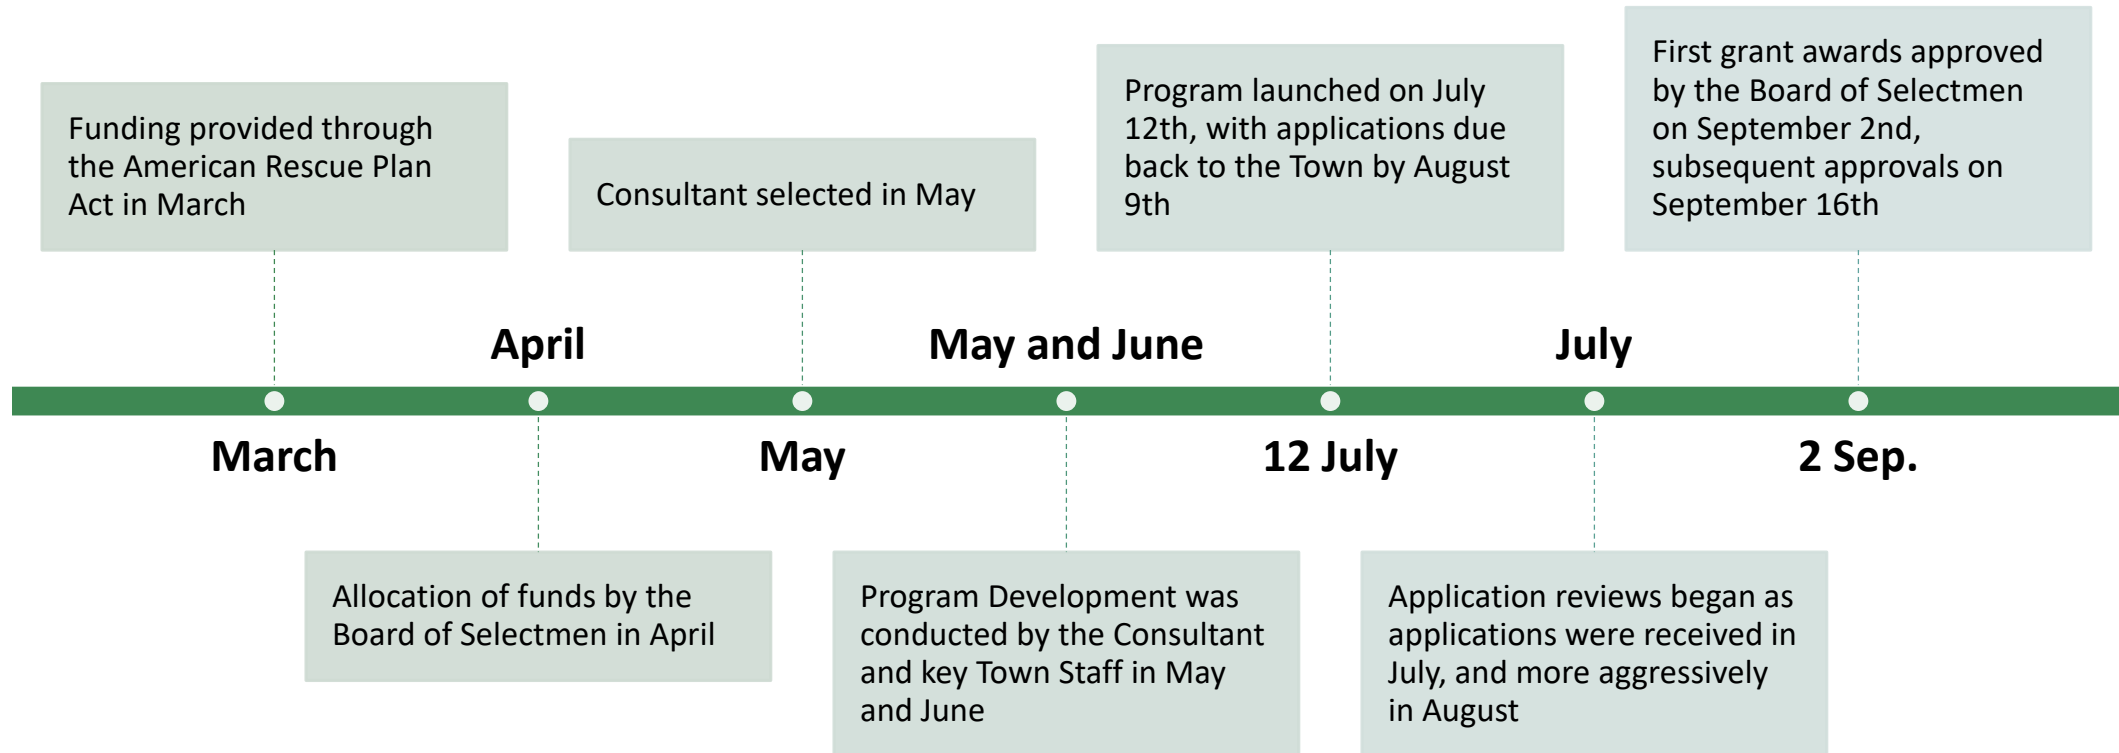 Funding provided through
the American Rescue Plan
Act in March
Consultant selected in May
Program launched on July
12th, with applications due
back to the Town by August
9th
First grant awards approved
by the Board of Selectmen
on September 2nd,
subsequent approvals on
September 16th
April
May and June
July
March
May
12 July
2 Sep.
Allocation of funds by the
Board of Selectmen in April
Program Development was
conducted by the Consultant
and key Town Staff in May
and June
Application reviews began as
applications were received in
July, and more aggressively
in August